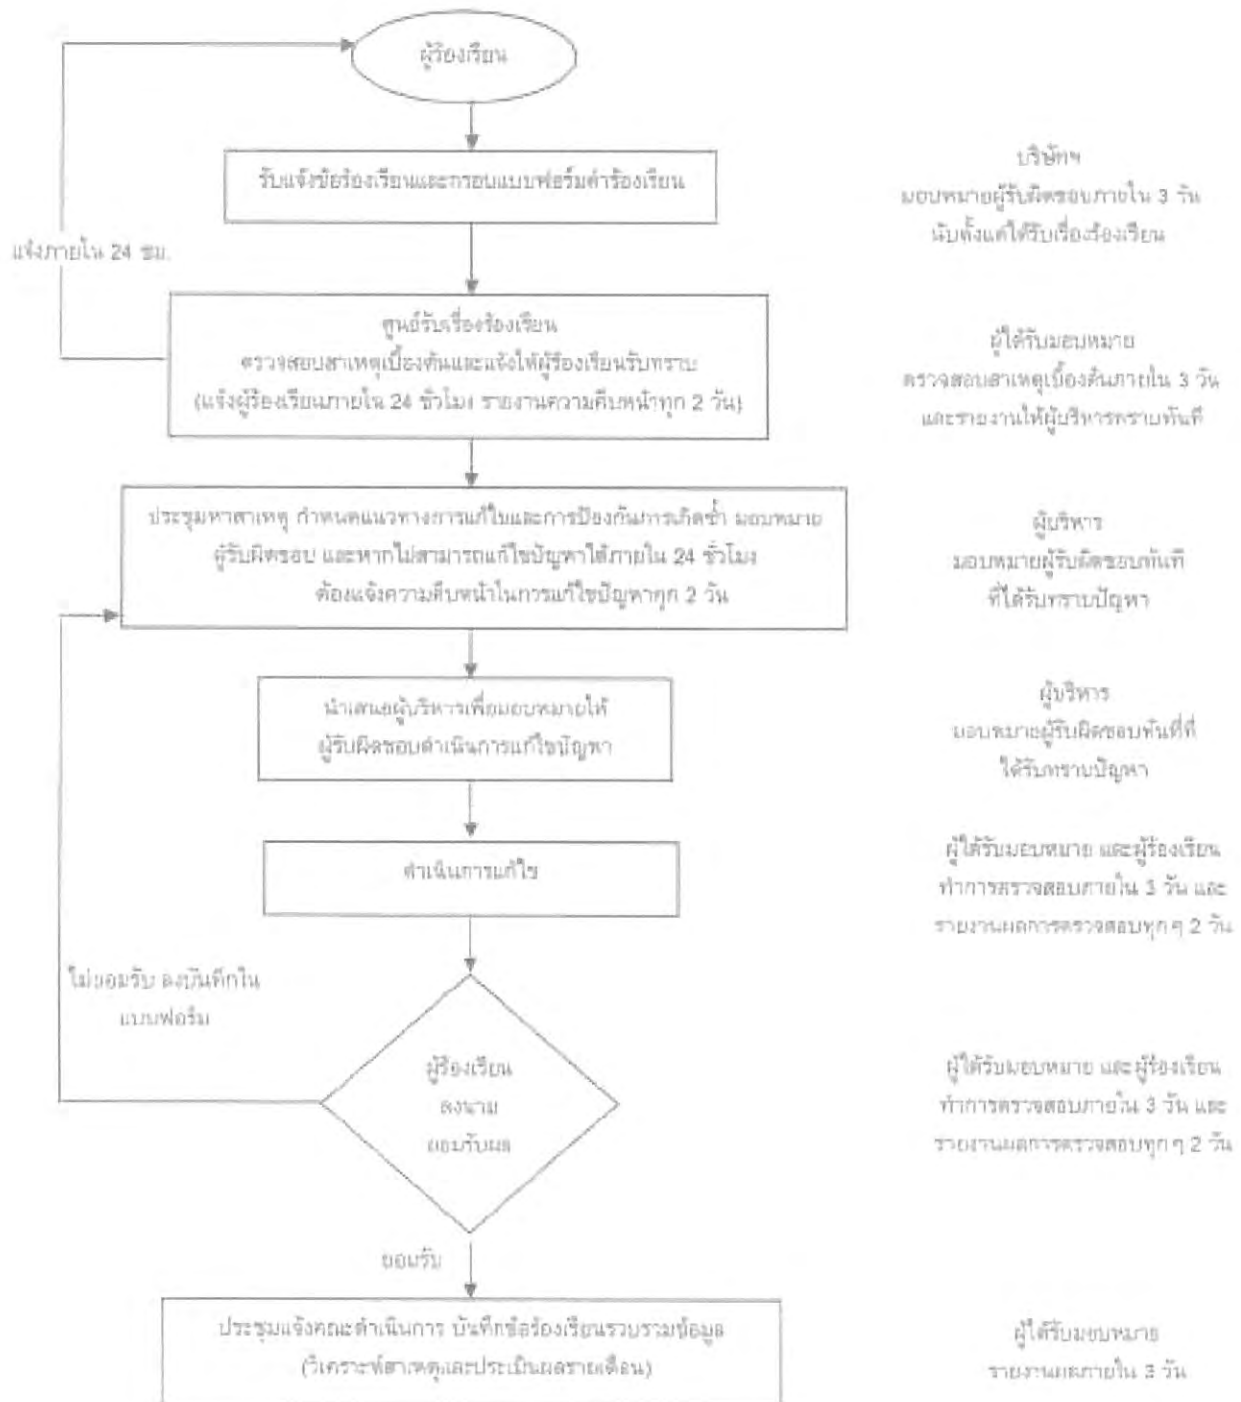 ผู้ร้องเรียน
รับแจ้งข้อร้องเรียนและกรอบแบบฟอร์มคำร้องเรียน
บริษัทฯ
มอบหมายผู้รับผิดชอบภายใน 3 วัน
นับตั้งแต่ได้รับเรื่องร้องเรียน
แจ้งภายใน 24 ชม.
ศูนย์รับเรื่องร้องเรียน
ตรวจสอบสาเหตุเบื้องต้นและแจ้งให้ผู้ร้องเรียนรับทราบ
(แจ้งผู้ร้องเรียนภายใน 24 ชั่วโมง รายงานความคืบหน้าทุก 2 วัน)
ผู้ได้รับมอบหมาย
ตรวจสอบสาเหตุเบื้องต้นภายใน 3 วัน
และรายงานให้ผู้บริหารทราบทันที
ประชุมหาสาเหตุ กำหนดแนวทางการแก้ไขและการป้องกันการเกิดซ้ำ มอบหมาย
ผู้รับผิดชอบ และหากไม่สามารถแก้ไขปัญหาได้ภายใน 24 ชั่วโมง
ต้องแจ้งความคืบหน้าในการแก้ไขปัญหาทุก 2 วัน
ผู้บริหาร
มอบหมายผู้รับผิดชอบทันที
ที่ได้รับทราบปัญหา
นำเสนอผู้บริหารเพื่อมอบหมายให้
ผู้รับผิดชอบดำเนินการแก้ไขปัญหา
ผู้บริหาร
มอบหมายผู้รับผิดชอบทันทีที่
ได้รับทราบปัญหา
ดำเนินการแก้ไข
ผู้ได้รับมอบหมาย และผู้ร้องเรียน
ทำการตรวจสอบภายใน 3 วัน และ
รายงานผลการตรวจสอบทุกๆ 2 วัน
ไม่ยอมรับ ลงบันทึกใน
แบบฟอร์ม
ผู้ร้องเรียน
ลงนาม
ยอมรับผล
ผู้ได้รับมอบหมาย และผู้ร้องเรียน
ทำการตรวจสอบภายใน 3 วัน และ
รายงานผลการตรวจสอบทุกๆ 2 วัน
ยอมรับ
ประชุมแจ้งคณะดำเนินการ บันทึกข้อร้องเรียนรวบรวมข้อมูล
(วิเคราะห์สาเหตุและประเมินผลรายเดือน)
ผู้ได้รับมอบหมาย
รายงานผลภายใน 3 วัน